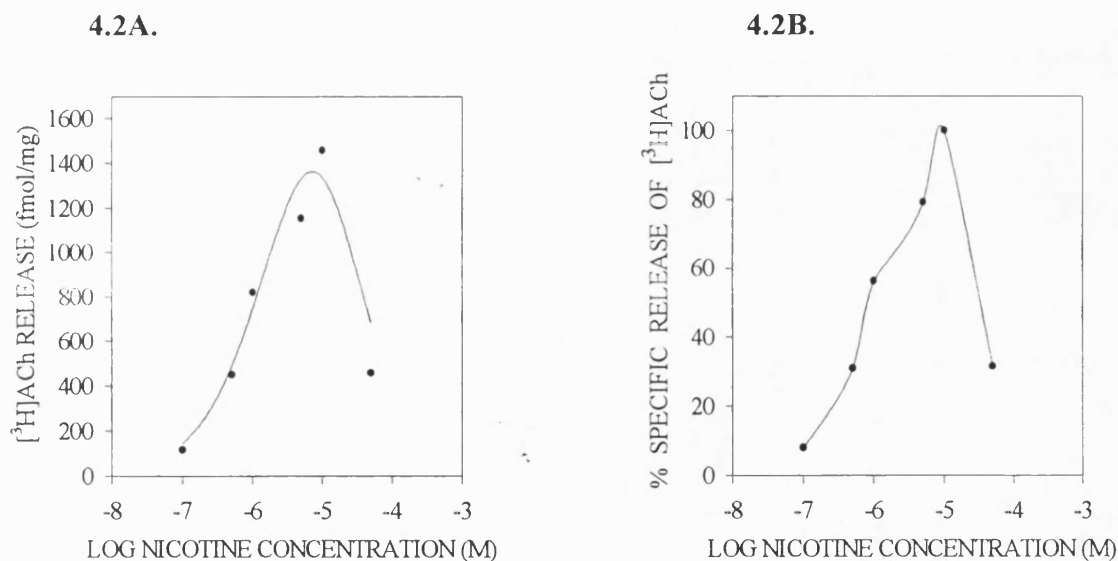 4.2A.
4.2B.
[³H]ACh RELEASE (fmol/mg)
1600
1400
1200
1000
800
600
400
200
0
-8 -7 -6 -5 -4 -3
LOG NICOTINE CONCENTRATION (M)
% SPECIFIC RELEASE OF [³H]ACh
100
80
60
40
20
0
-8 -7 -6 -5 -4 -3
LOG NICOTINE CONCENTRATION (M)